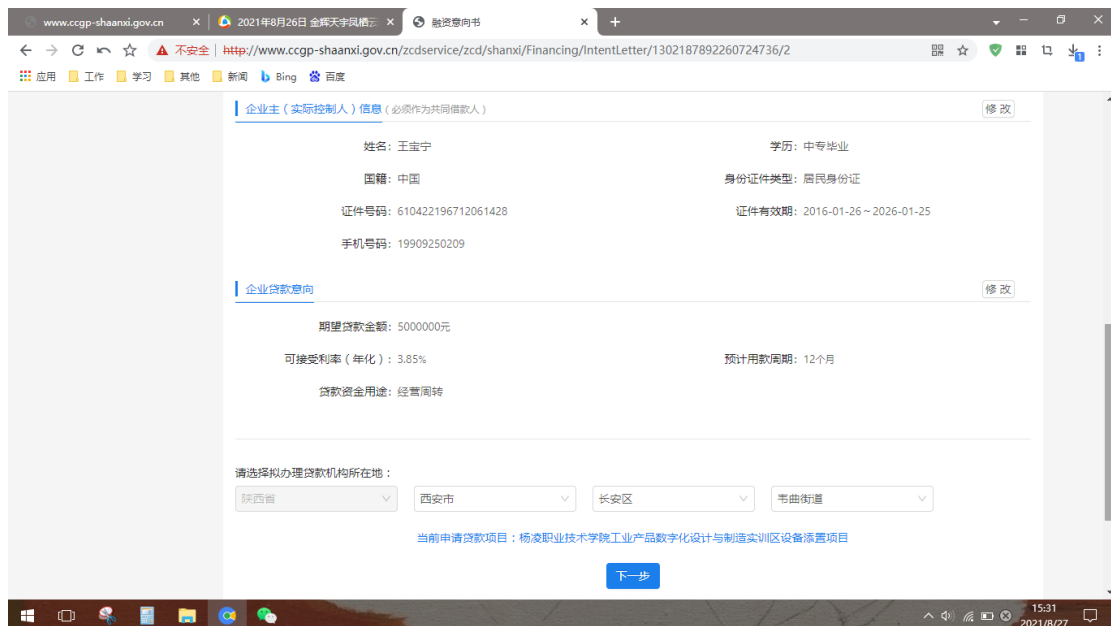 www.ccgp-shaanxi.gov.cn
2021年8月26日 金辉天宇凤栖云
融资意向书
不安全 | http://www.ccgp-shaanxi.gov.cn/zcdservice/zcd/shanxi/Financing/IntentLetter/1302187892260724736/2
应用 工作 学习 其他 新闻 Bing 百度
企业主（实际控制人）信息（必须作为共同借款人） 修 改
姓名：王宝宁 学历：中专毕业
国籍：中国 身份证件类型：居民身份证
证件号码：610422196712061428 证件有效期：2016-01-26～2026-01-25
手机号码：19909250209
企业贷款意向 修 改
期望贷款金额：5000000元
可接受利率（年化）：3.85% 预计用款周期：12个月
贷款资金用途：经营周转
请选择拟办理贷款机构所在地：
陕西省 西安市 长安区 韦曲街道
当前申请贷款项目：杨凌职业技术学院工业产品数字化设计与制造实训区设备添置项目
下一步
15:31
2021/8/27